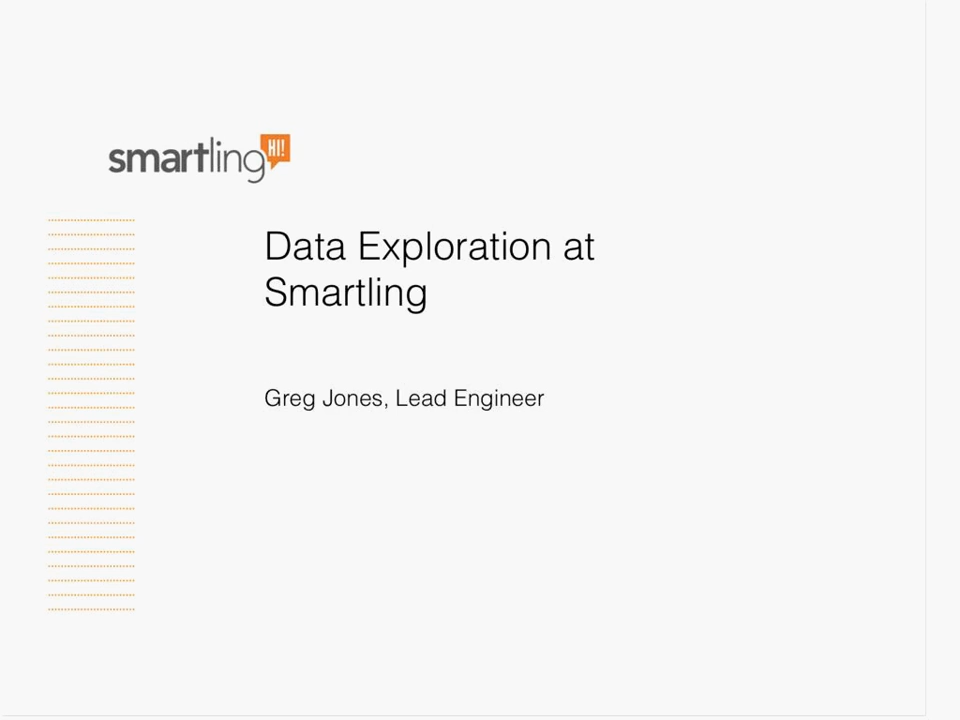 smartling HI!
Data Exploration at
Smartling
Greg Jones, Lead Engineer